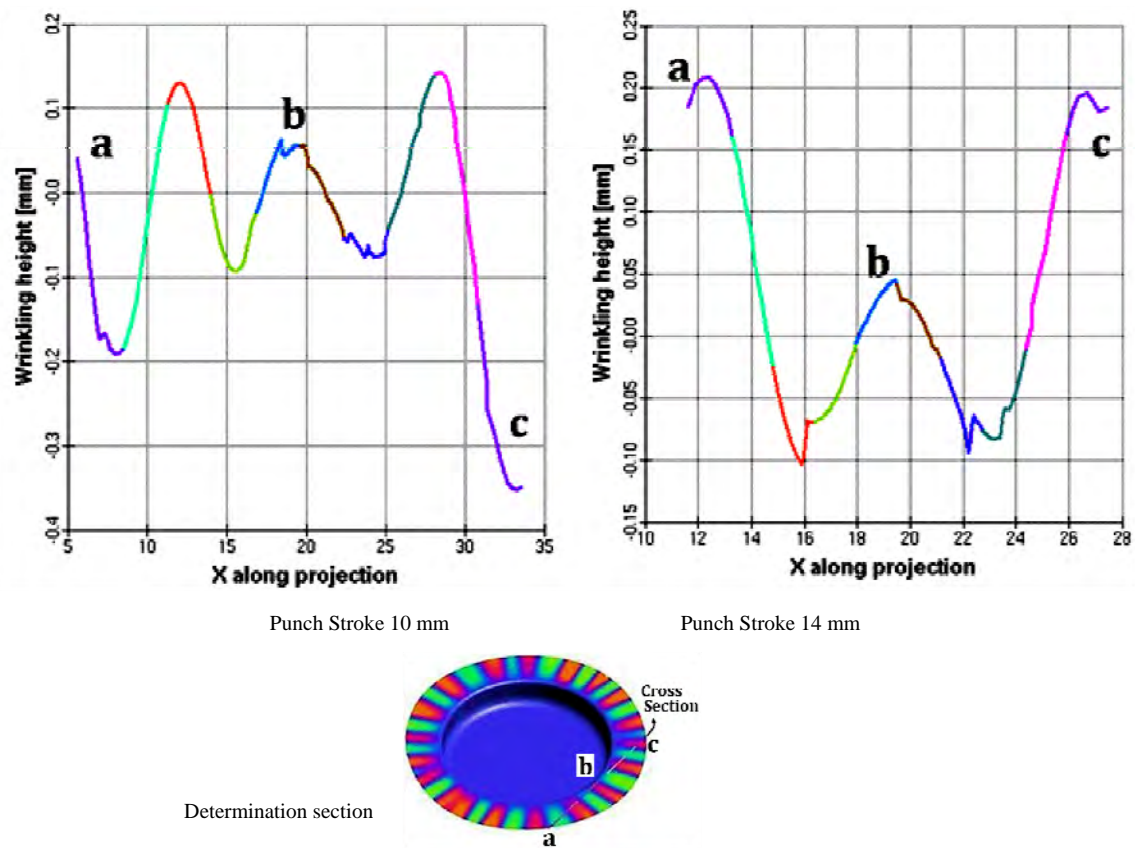 0.2
0.1
-0.0
-0.1
-0.2
-0.3
-0.4
Wrinkling height [mm]
a
b
c
5 10 15 20 25 30 35
X along projection
0.25
0.20
0.15
0.10
0.05
-0.00
-0.05
-0.10
-0.15
Wrinkling height [mm]
a
b
c
10 12 14 16 18 20 22 24 26 28
X along projection
Punch Stroke 10 mm
Punch Stroke 14 mm
Cross
Section
c
b
Determination section
a